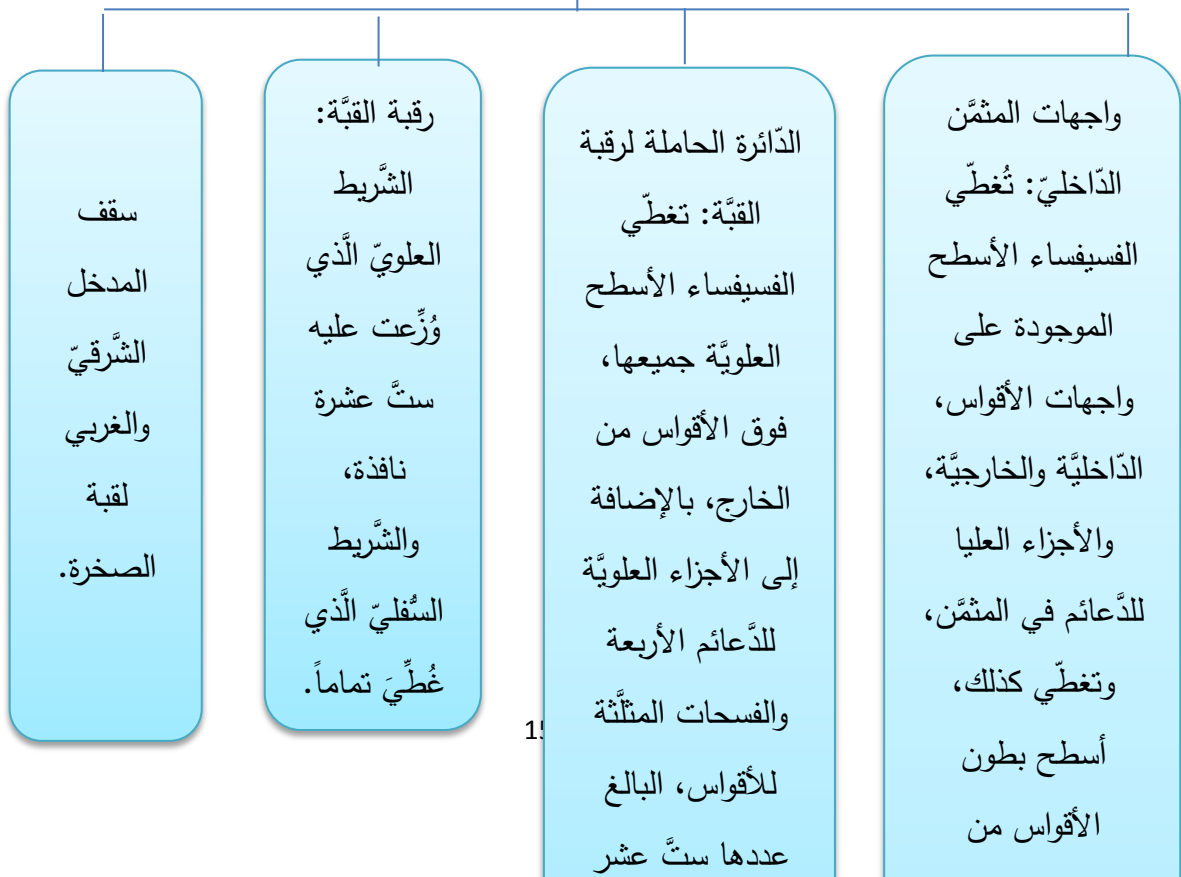 واجهات المثمَّن
الدّاخليّ: تُغطّي
الفسيفساء الأسطح
الموجودة على
واجهات الأقواس،
الدّاخليَّة والخارجيَّة،
والأجزاء العليا
للدَّعائم في المثمَّن،
وتغطّي كذلك،
أسطح بطون
الأقواس من
الدّائرة الحاملة لرقبة
القبَّة: تغطّي
الفسيفساء الأسطح
العلويَّة جميعها،
فوق الأقواس من
الخارج، بالإضافة
إلى الأجزاء العلويَّة
للدَّعائم الأربعة
والفسحات المثلَّثة
للأقواس، البالغ
عددها ستَّ عشر
رقبة القبَّة:
الشَّريط
العلويّ الَّذي
وُزِّعت عليه
ستَّ عشرة
نافذة،
والشَّريط
السُّفليّ الَّذي
غُطِّيَ تماماً.
سقف
المدخل
الشَّرقيّ
والغربي
لقبة
الصخرة.